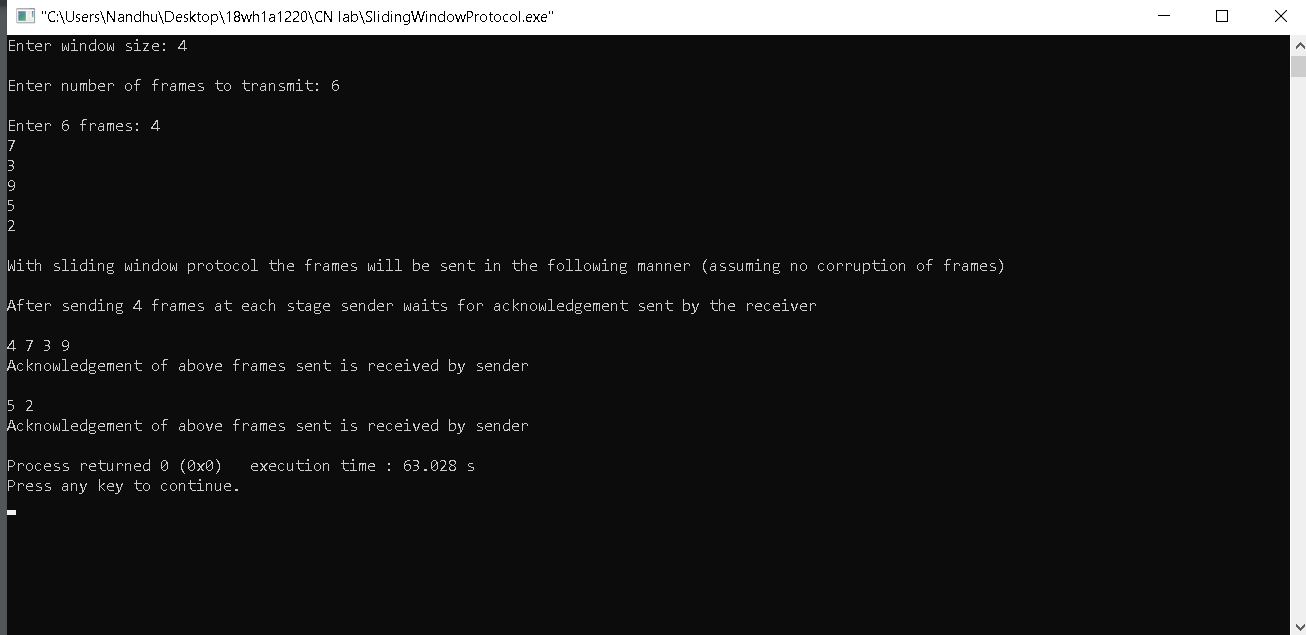 "C:\Users\Nandhu\Desktop\18wh1a1220\CN lab\SlidingWindowProtocol.exe"
Enter window size: 4
Enter number of frames to transmit: 6
Enter 6 frames: 4
7
3
9
5
2
With sliding window protocol the frames will be sent in the following manner (assuming no corruption of frames)
After sending 4 frames at each stage sender waits for acknowledgement sent by the receiver
4 7 3 9
Acknowledgement of above frames sent is received by sender
5 2
Acknowledgement of above frames sent is received by sender
Process returned 0 (0x0)   execution time : 63.028 s
Press any key to continue.